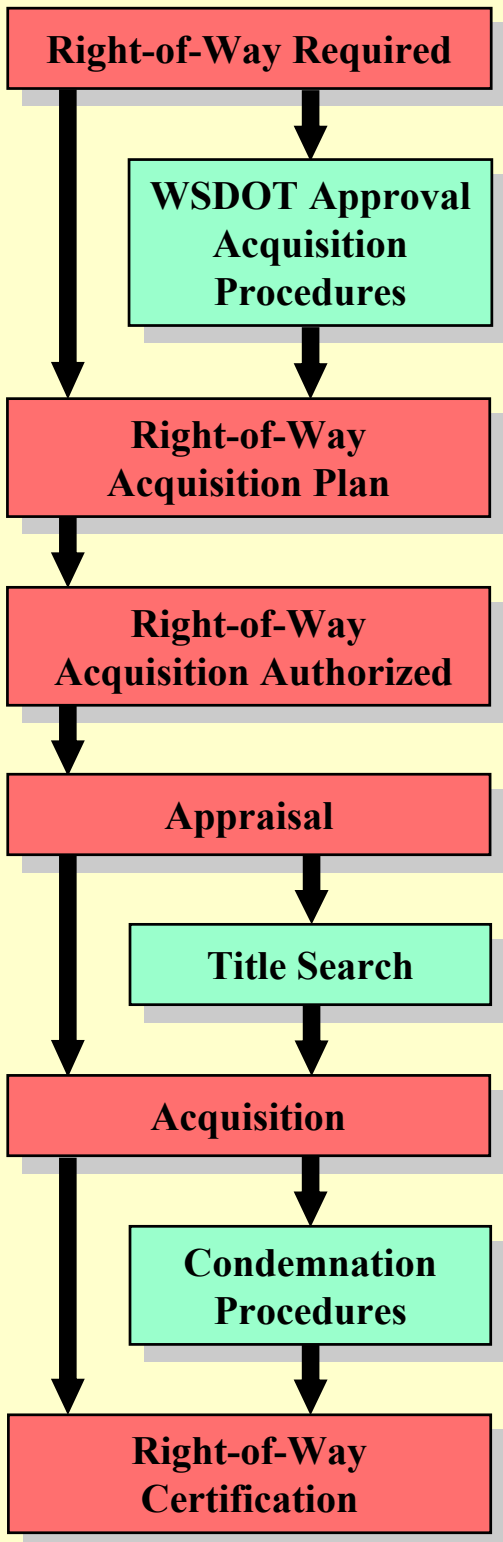 Right-of-Way Required
WSDOT Approval
Acquisition
Procedures
Right-of-Way
Acquisition Plan
Right-of-Way
Acquisition Authorized
Appraisal
Title Search
Acquisition
Condemnation
Procedures
Right-of-Way
Certification